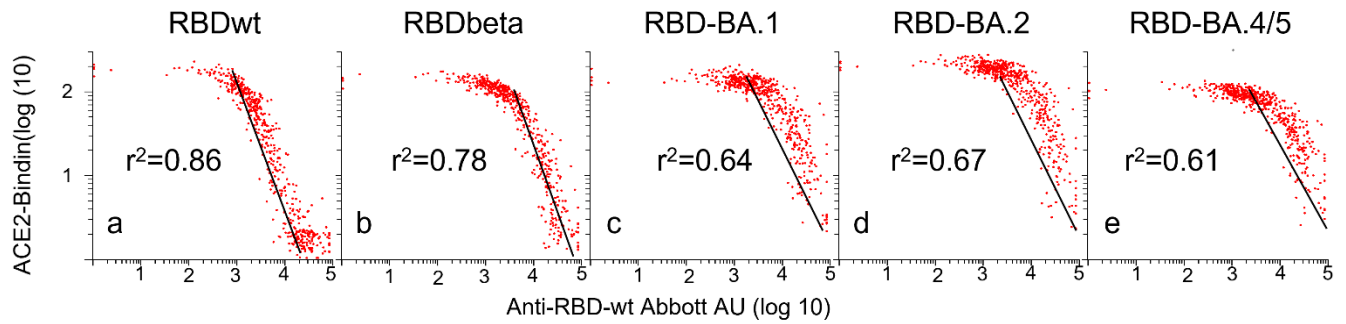 RBDwt RBDbeta RBD-BA.1 RBD-BA.2 RBD-BA.4/5
ACE2-Bindin(log (10)
2
1
r²=0.86 r²=0.78 r²=0.64 r²=0.67 r²=0.61
a b c d e
1 2 3 4 5 1 2 3 4 5 1 2 3 4 5 1 2 3 4 5 1 2 3 4 5
Anti-RBD-wt Abbott AU (log 10)